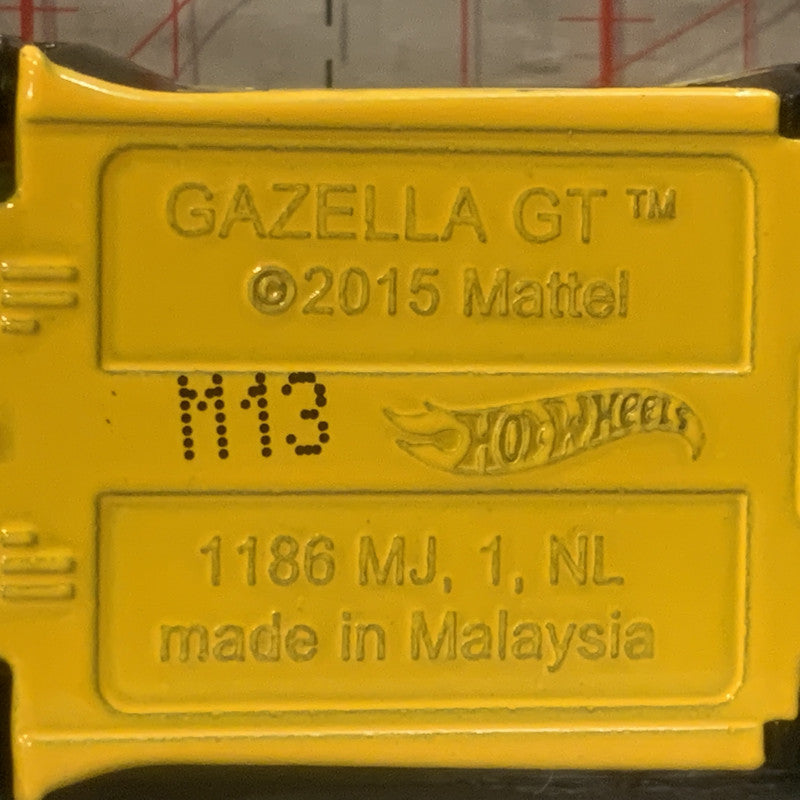 GAZELLA GT ™
©2015 Mattel
M13
HOT WHEELS
1186 MJ, 1, NL
made in Malaysia